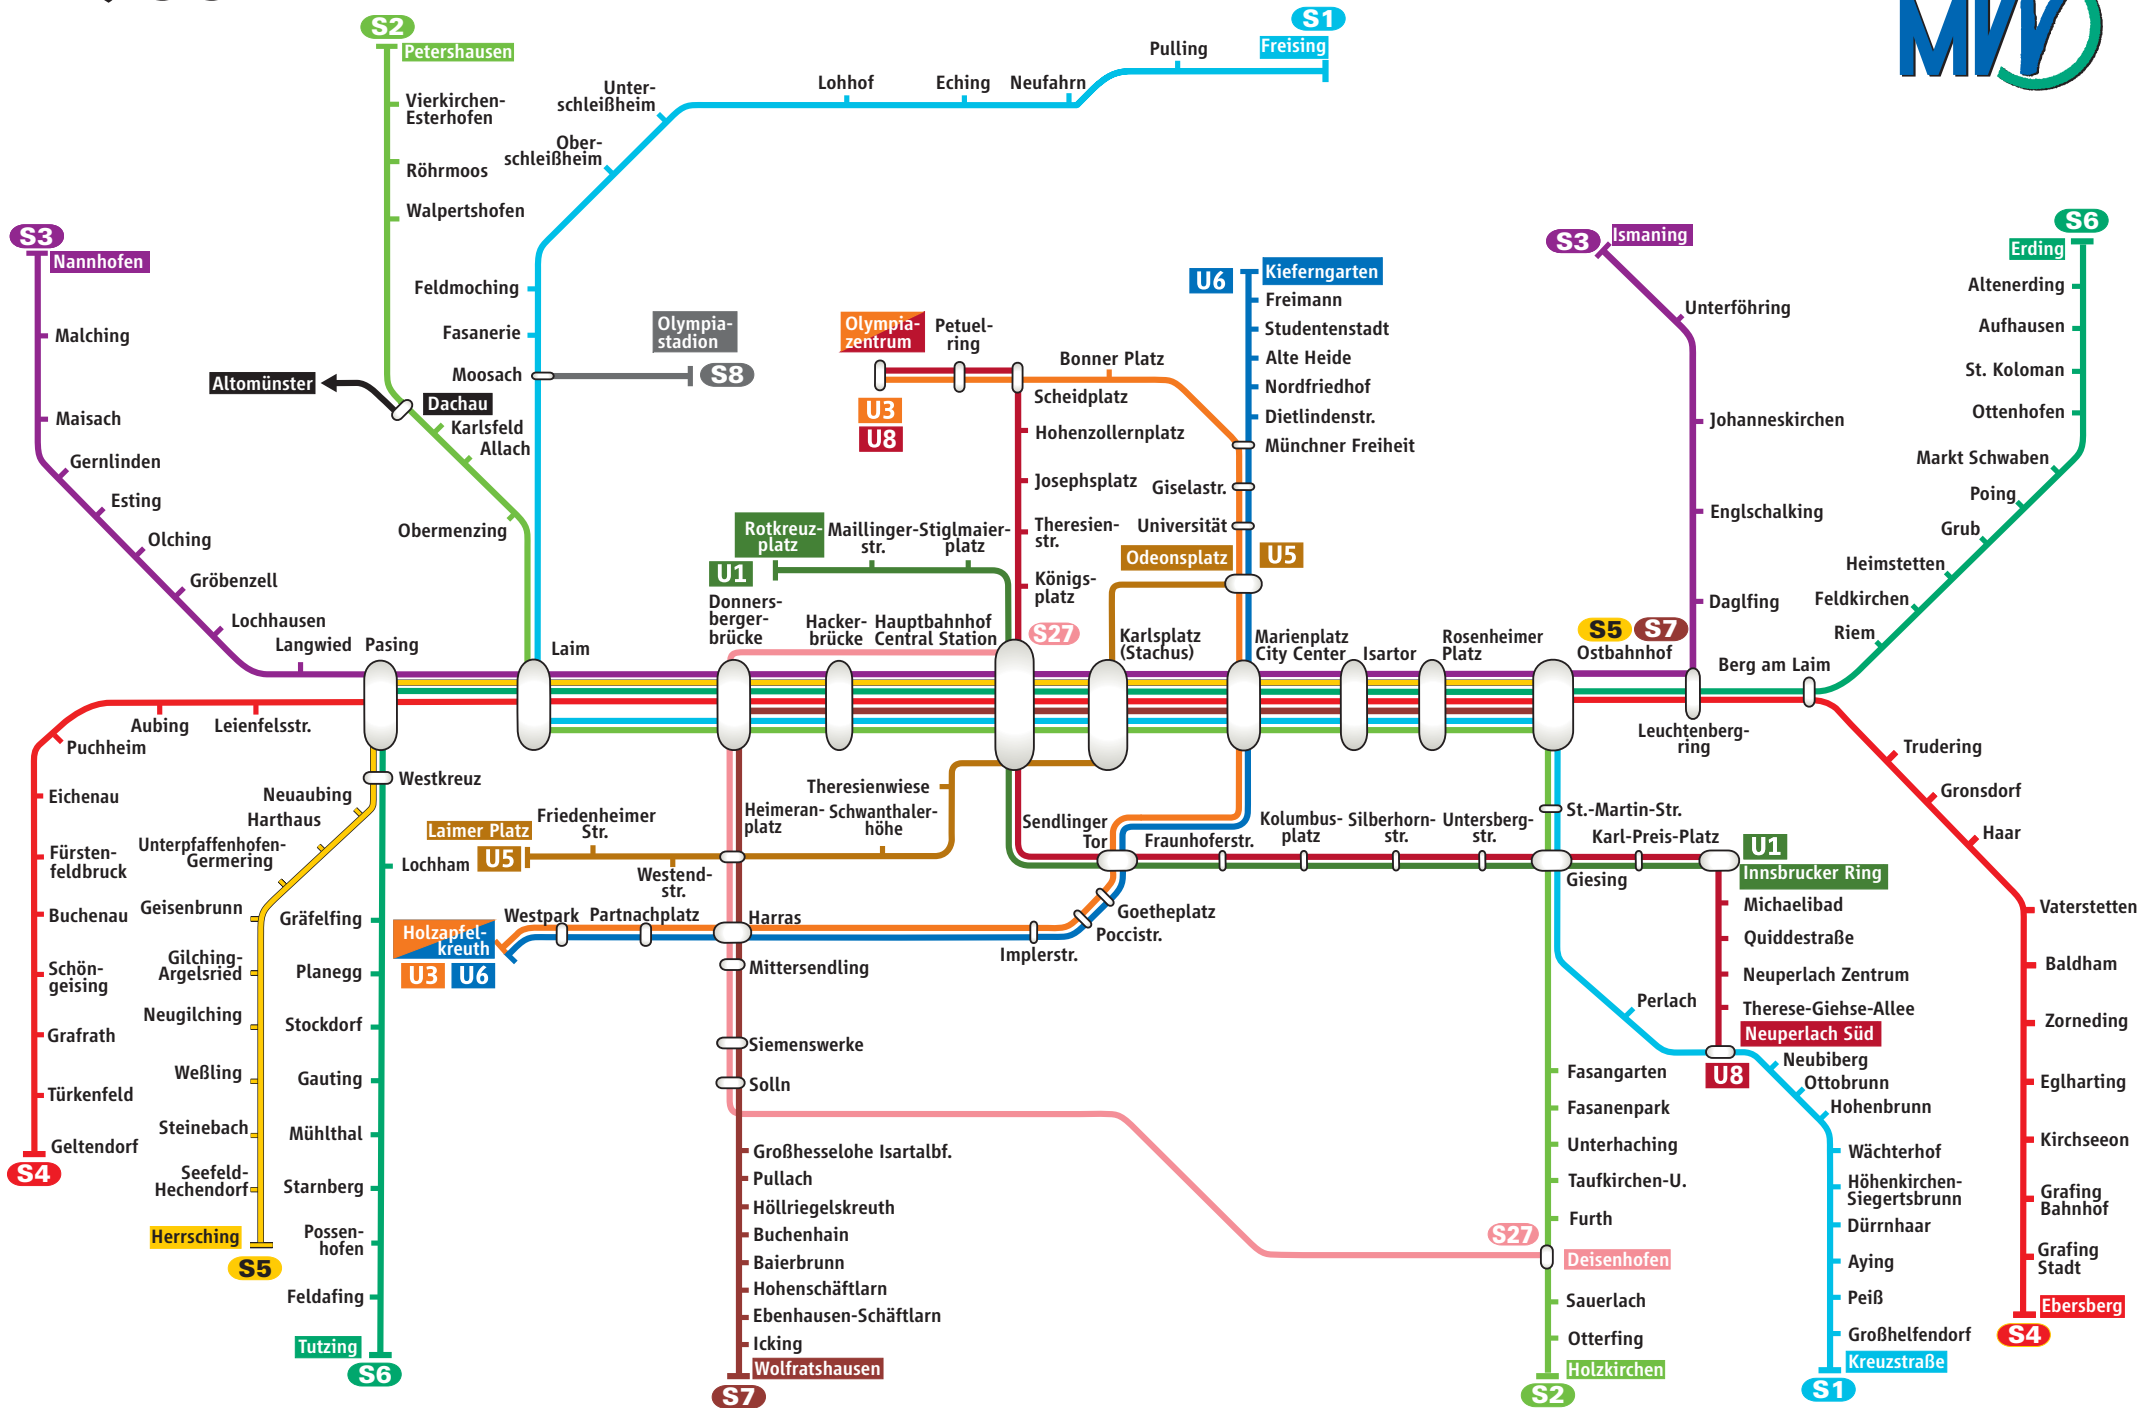 S2
Petershausen
Vierkirchen-
Esterhofen
Röhrmoos
Walpertshofen
S1
Freising
Pulling
Neufahrn
Eching
Lohhof
Unter-
schleißheim
Ober-
schleißheim
MVV
S3
Nannhofen
Malching
Maisach
Gernlinden
Esting
Olching
Gröbenzell
Lochhausen
Langwied
Pasing
Altomünster
Dachau
Karlsfeld
Allach
Obermenzing
Feldmoching
Fasanerie
Moosach
Olympia-
stadion
S8
Laim
Olympia-
zentrum
U3
U8
Petuel-
ring
Scheidplatz
Bonner Platz
Hohenzollernplatz
Josephsplatz
Theresien-
str.
Königs-
platz
U6
Kieferngarten
Freimann
Studentenstadt
Alte Heide
Nordfriedhof
Dietlindenstr.
Münchner Freiheit
Giselastr.
Universität
Odeonsplatz
U5
Rotkreuz-
platz
U1
Maillinger-
str.
Stiglmaier-
platz
Donners-
berger-
brücke
Hacker-
brücke
Hauptbahnhof
Central Station
S27
Karlsplatz
(Stachus)
Marienplatz
City Center
Isartor
Rosenheimer
Platz
S5
S7
Ostbahnhof
Leuchtenberg-
ring
Berg am Laim
S3
Ismaning
Unterföhring
Johanneskirchen
Englschalking
Daglfing
S6
Erding
Altenerding
Aufhausen
St. Koloman
Ottenhofen
Markt Schwaben
Poing
Grub
Heimstetten
Feldkirchen
Riem
Leienfelsstr.
Aubing
Puchheim
Eichenau
Fürsten-
feldbruck
Buchenau
Schön-
geising
Grafrath
Türkenfeld
Geltendorf
S4
Westkreuz
Neuaubing
Harthaus
Unterpfaffenhofen-
Germering
Geisenbrunn
Gilching-
Argelsried
Neugilching
Weßling
Steinebach
Seefeld-
Hechendorf
Herrsching
S5
Lochham
Gräfelfing
Planegg
Stockdorf
Gauting
Mühlthal
Starnberg
Possen-
hofen
Feldafing
Tutzing
S6
Laimer Platz
U5
Friedenheimer
Str.
Westend-
str.
Heimeran-
platz
Schwanthaler-
höhe
Theresienwiese
Holzapfel-
kreuth
U3
U6
Westpark
Partnachplatz
Harras
Implerstr.
Poccistr.
Goetheplatz
Sendlinger
Tor
Fraunhoferstr.
Kolumbus-
platz
Silberhorn-
str.
Untersberg-
str.
Giesing
St.-Martin-Str.
Karl-Preis-Platz
U1
Innsbrucker Ring
Michaelibad
Quiddestraße
Neuperlach Zentrum
Therese-Giehse-Allee
Neuperlach Süd
U8
Mittersendling
Siemenswerke
Solln
Großhesselohe Isartalbf.
Pullach
Höllriegelskreuth
Buchenhain
Baierbrunn
Hohenschäftlarn
Ebenhausen-Schäftlarn
Icking
Wolfratshausen
S7
Fasangarten
Fasanenpark
Unterhaching
Taufkirchen-U.
Furth
S27
Deisenhofen
Sauerlach
Otterfing
Holzkirchen
S2
Perlach
Neubiberg
Ottobrunn
Hohenbrunn
Wächterhof
Höhenkirchen-
Siegertsbrunn
Dürrnhaar
Aying
Peiß
Großhelfendorf
Kreuzstraße
S1
Trudering
Gronsdorf
Haar
Vaterstetten
Baldham
Zorneding
Eglharting
Kirchseeon
Grafing
Bahnhof
Grafing
Stadt
Ebersberg
S4